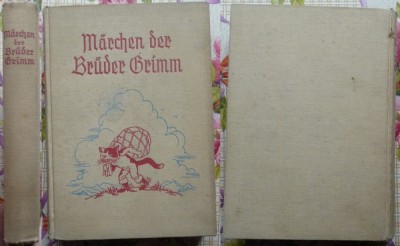 Märchen
der
Brüder
Grimm
Märchen der
Brüder Grimm